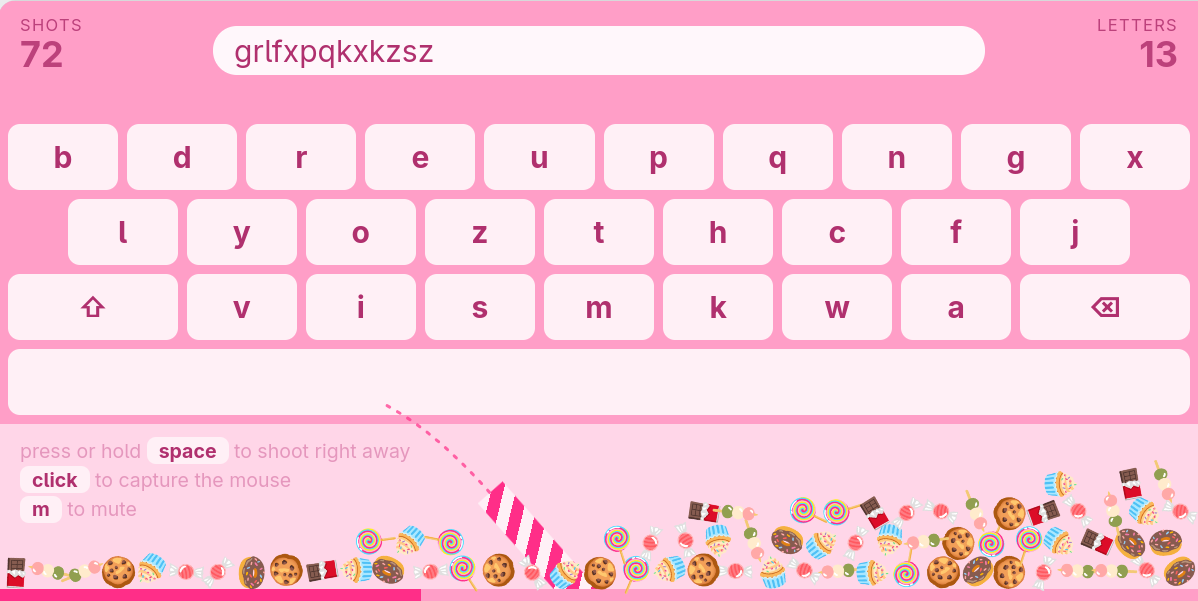 SHOTS
72
grlfxpqkxkzsz
LETTERS
13
b d r e u p q n g x
l y o z t h c f j
v i s m k w a
press or hold space to shoot right away
click to capture the mouse
m to mute